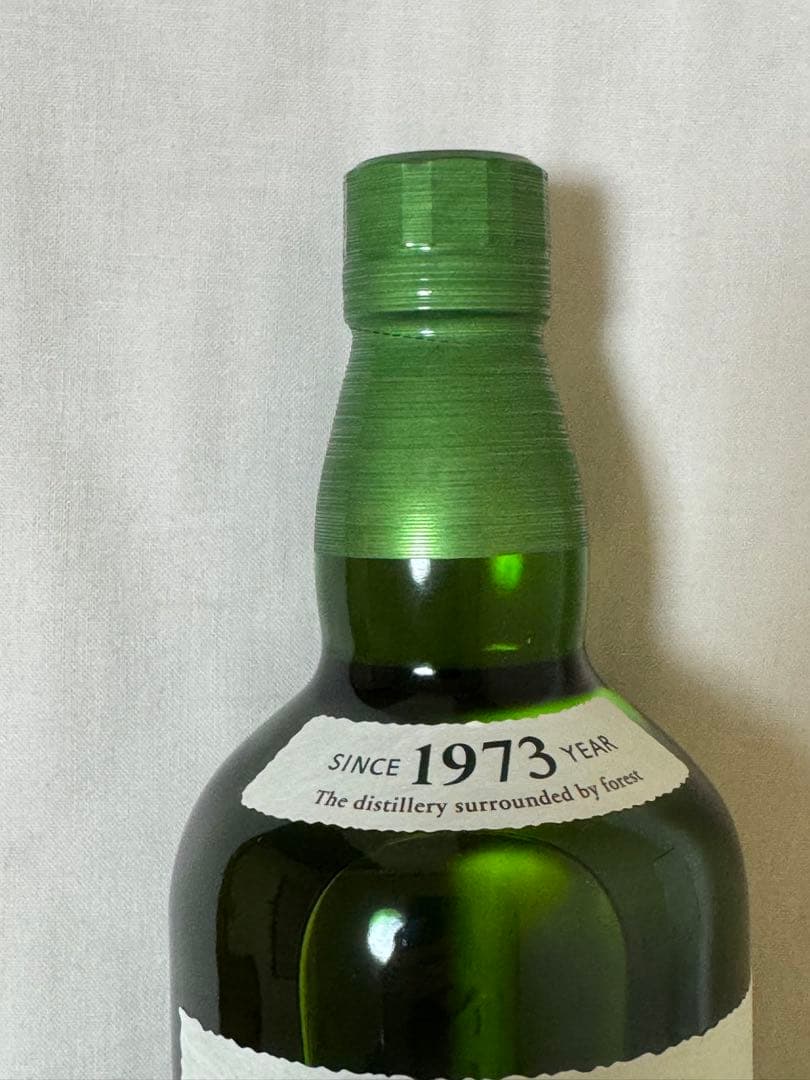 SINCE 1973 YEAR
The distillery surrounded by forest